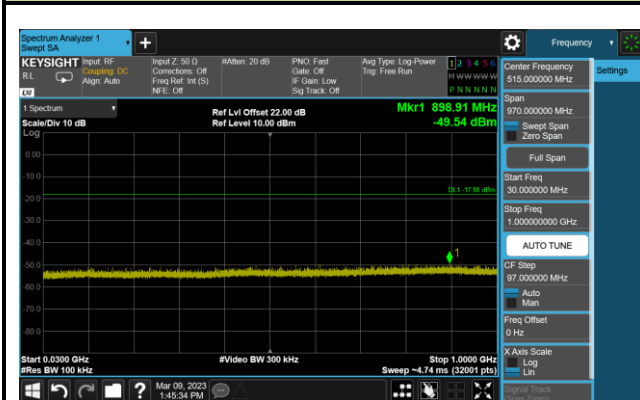 Spectrum Analyzer 1
Swept SA
Frequency
KEYSIGHT
RL
Input: RF
Coupling: DC
Align: Auto
Input Z: 50 Ω
Corrections: Off
Freq Ref: Int (S)
NFE: Off
#Atten: 20 dB
PNO: Fast
Gate: Off
IF Gain: Low
Sig Track: Off
Avg Type: Log-Power
Trig: Free Run
1 2 3 4 5 6
M W W W W W
P N N N N N
1 Spectrum
Scale/Div 10 dB
Log
Ref Lvl Offset 22.00 dB
Ref Level 10.00 dBm
Mkr1 898.91 MHz
-49.54 dBm
0.00
-10.0
-20.0
-30.0
-40.0
-50.0
-60.0
-70.0
-80.0
1
Start 0.0300 GHz
#Res BW 100 kHz
#Video BW 300 kHz
Stop 1.0000 GHz
Sweep ~4.74 ms (32001 pts)
Mar 09, 2023
1:45:34 PM
?
Center Frequency
515.000000 MHz
Settings
Span
970.000000 MHz
Swept Span
Zero Span
Full Span
Start Freq
30.000000 MHz
Stop Freq
1.000000000 GHz
AUTO TUNE
CF Step
97.000000 MHz
Auto
Man
Freq Offset
0 Hz
X Axis Scale
Log
Lin
Signal Track
(Span Zoom)